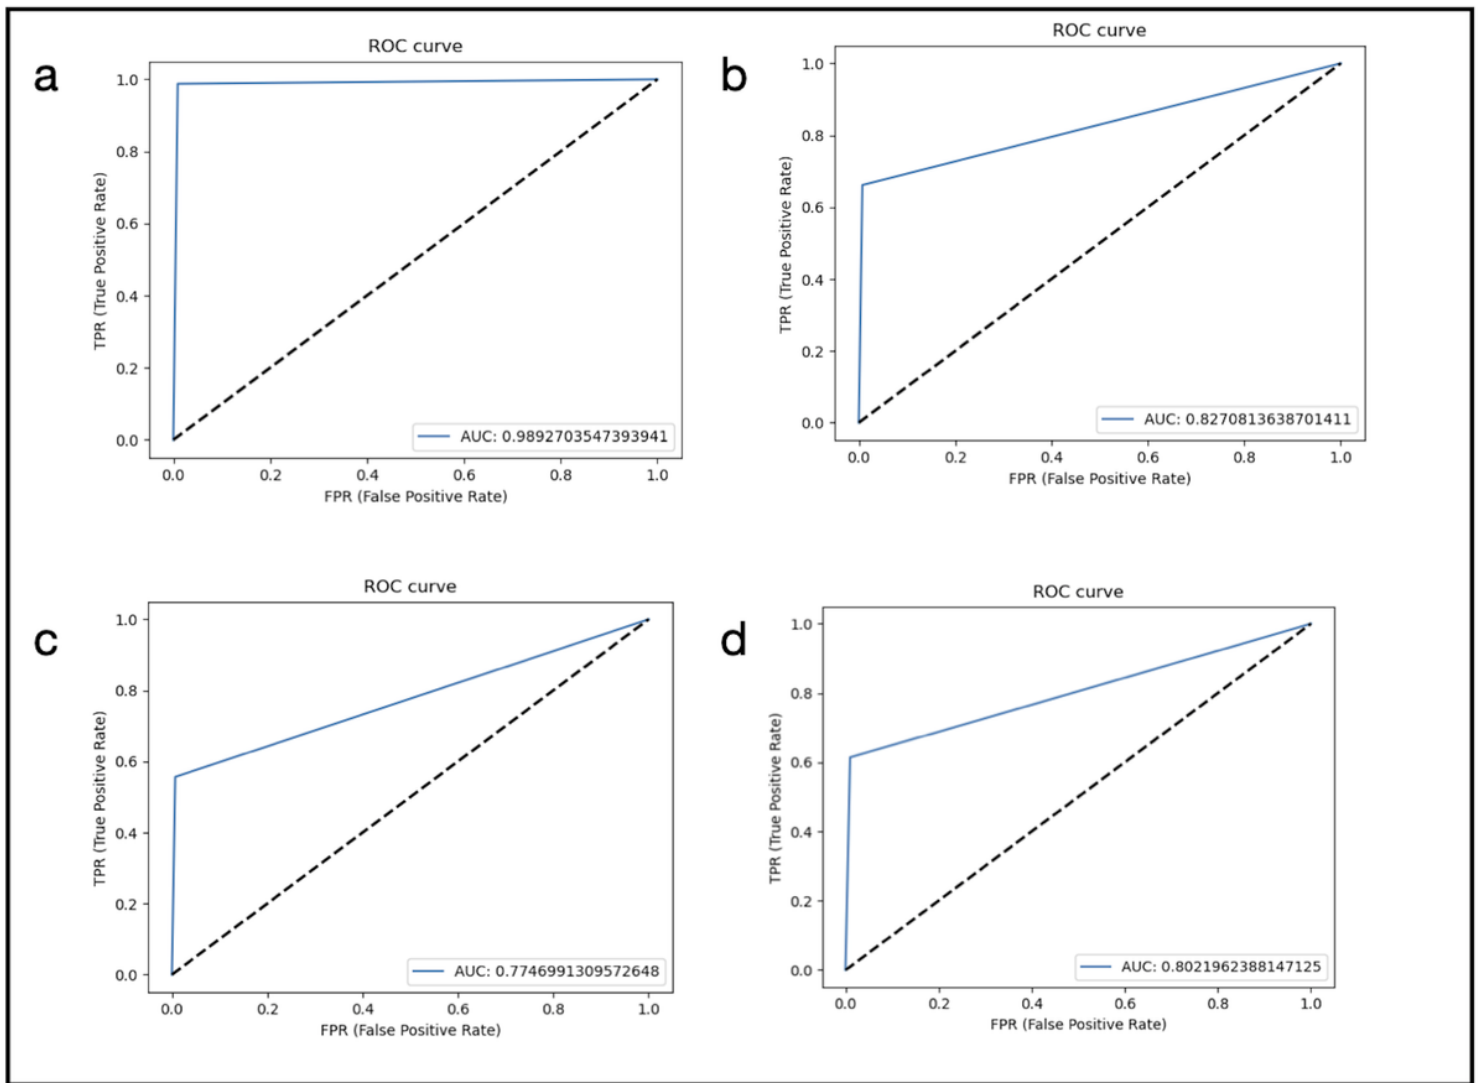 a
ROC curve
1.0
0.8
0.6
0.4
0.2
0.0
TPR (True Positive Rate)
AUC: 0.9892703547393941
0.0 0.2 0.4 0.6 0.8 1.0
FPR (False Positive Rate)
b
ROC curve
1.0
0.8
0.6
0.4
0.2
0.0
TPR (True Positive Rate)
AUC: 0.8270813638701411
0.0 0.2 0.4 0.6 0.8 1.0
FPR (False Positive Rate)
c
ROC curve
1.0
0.8
0.6
0.4
0.2
0.0
TPR (True Positive Rate)
AUC: 0.7746991309572648
0.0 0.2 0.4 0.6 0.8 1.0
FPR (False Positive Rate)
d
ROC curve
1.0
0.8
0.6
0.4
0.2
0.0
TPR (True Positive Rate)
AUC: 0.8021962388147125
0.0 0.2 0.4 0.6 0.8 1.0
FPR (False Positive Rate)